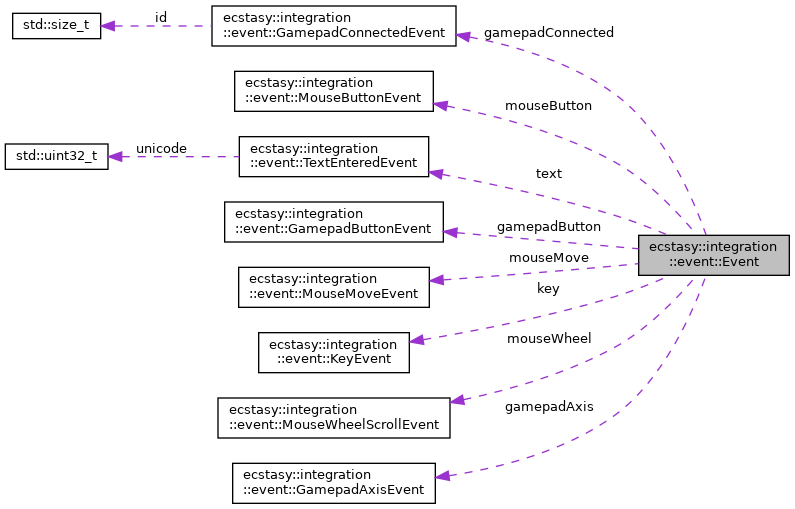 std::size_t
id
ecstasy::integration
::event::GamepadConnectedEvent
gamepadConnected
ecstasy::integration
::event::MouseButtonEvent
mouseButton
std::uint32_t
unicode
ecstasy::integration
::event::TextEnteredEvent
text
ecstasy::integration
::event::GamepadButtonEvent
gamepadButton
ecstasy::integration
::event::Event
ecstasy::integration
::event::MouseMoveEvent
mouseMove
ecstasy::integration
::event::KeyEvent
key
ecstasy::integration
::event::MouseWheelScrollEvent
mouseWheel
ecstasy::integration
::event::GamepadAxisEvent
gamepadAxis